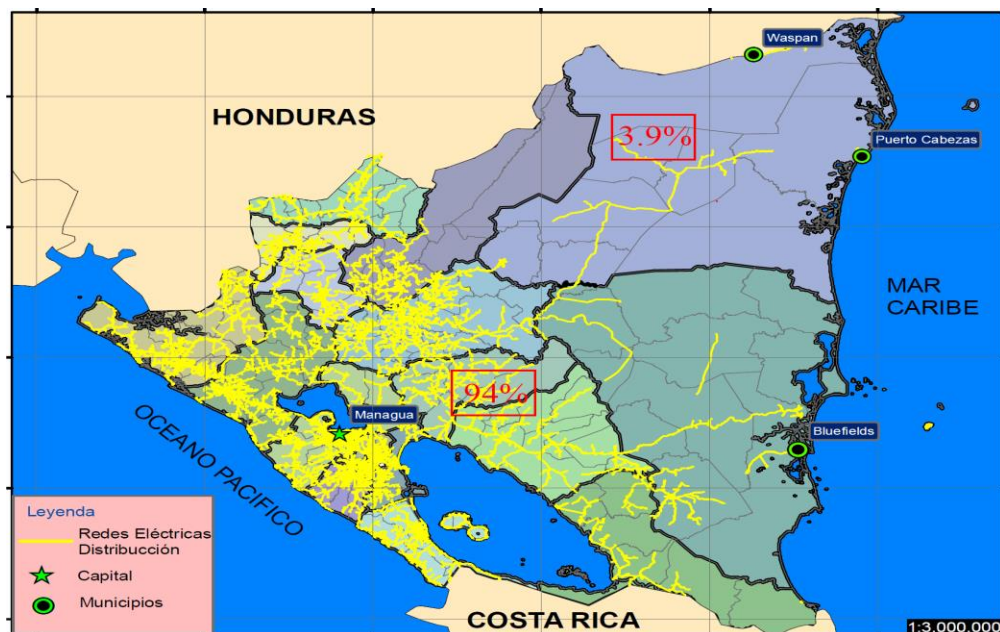 Waspan
HONDURAS
3.9%
Puerto Cabezas
MAR
CARIBE
94%
Managua
Bluefields
OCEANO PACIFICO
Leyenda
Redes Eléctricas
Distribucción
Capital
Municipios
COSTA RICA
1:3,000,000